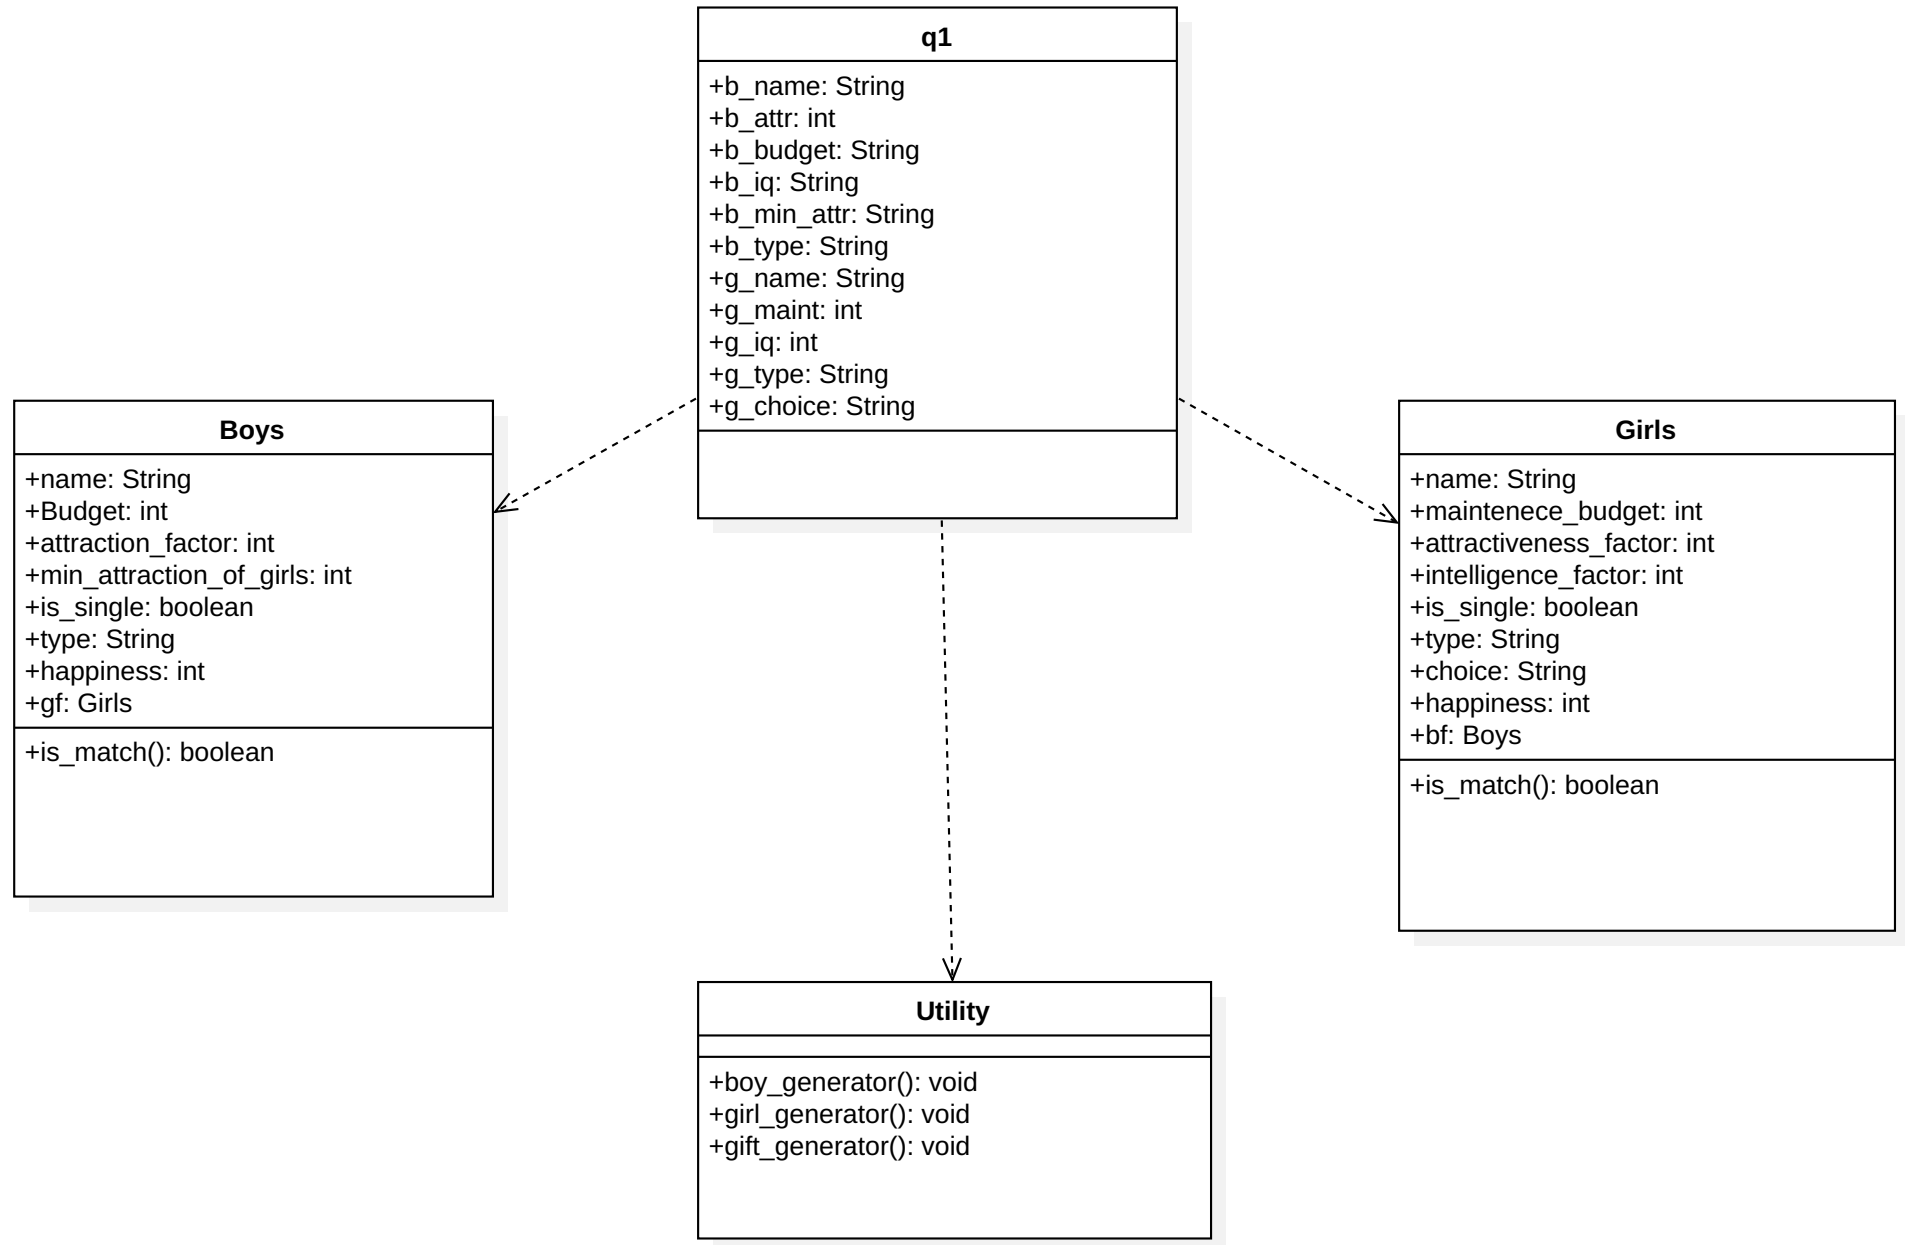 q1
+b_name: String
+b_attr: int
+b_budget: String
+b_iq: String
+b_min_attr: String
+b_type: String
+g_name: String
+g_maint: int
+g_iq: int
+g_type: String
+g_choice: String
Boys
+name: String
+Budget: int
+attraction_factor: int
+min_attraction_of_girls: int
+is_single: boolean
+type: String
+happiness: int
+gf: Girls
+is_match(): boolean
Girls
+name: String
+maintenece_budget: int
+attractiveness_factor: int
+intelligence_factor: int
+is_single: boolean
+type: String
+choice: String
+happiness: int
+bf: Boys
+is_match(): boolean
Utility
+boy_generator(): void
+girl_generator(): void
+gift_generator(): void